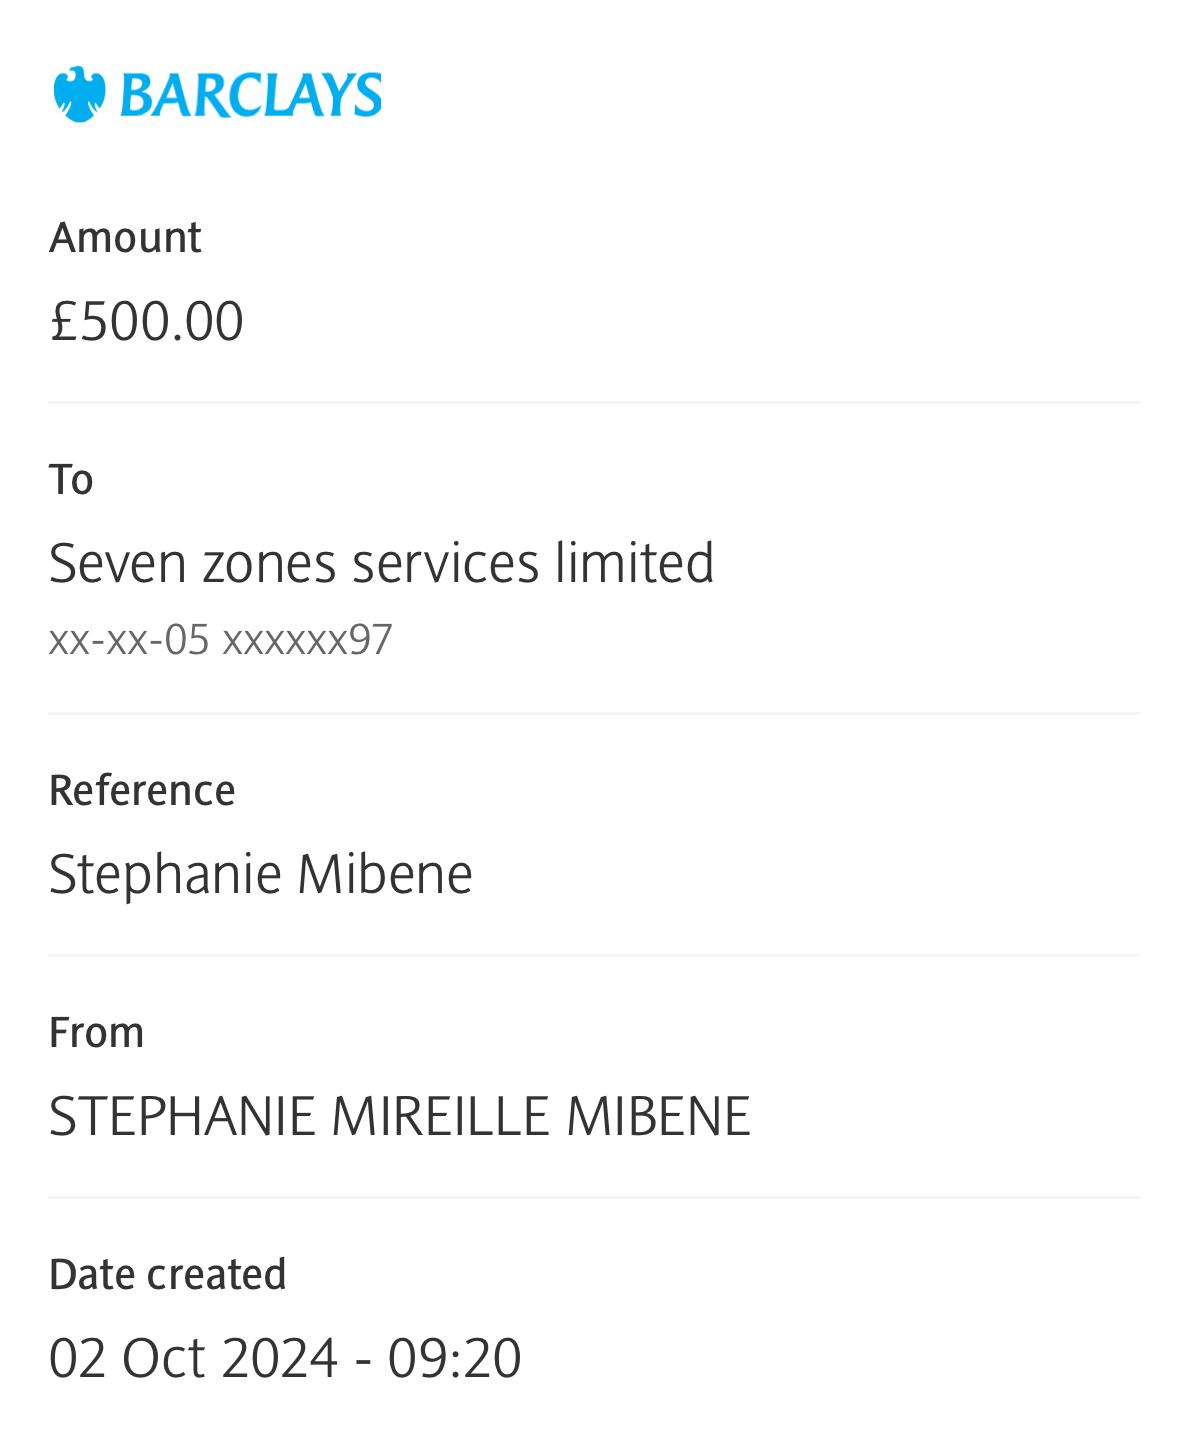 BARCLAYS
Amount
£500.00
To
Seven zones services limited
xx-xx-05 xxxxxx97
Reference
Stephanie Mibene
From
STEPHANIE MIREILLE MIBENE
Date created
02 Oct 2024 - 09:20